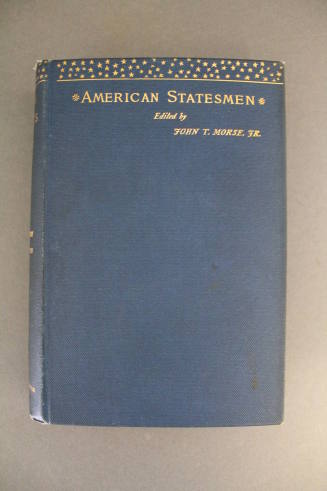 AMERICAN STATESMEN
Edited by
JOHN T. MORSE, JR.